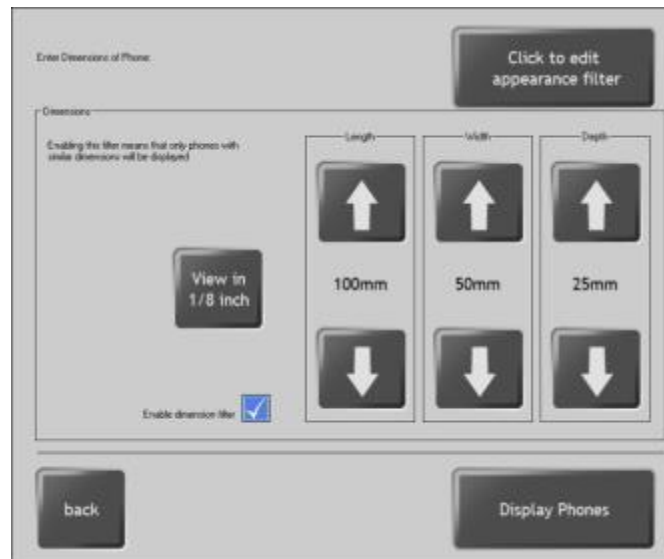 Enter Dimensions of Phone:
Click to edit
appearance filter
Dimensions
Enabling this filter means that only phones with
similar dimensions will be displayed
Length
Width
Depth
View in
1/8 inch
100mm
50mm
25mm
Enable dimension filter
back
Display Phones